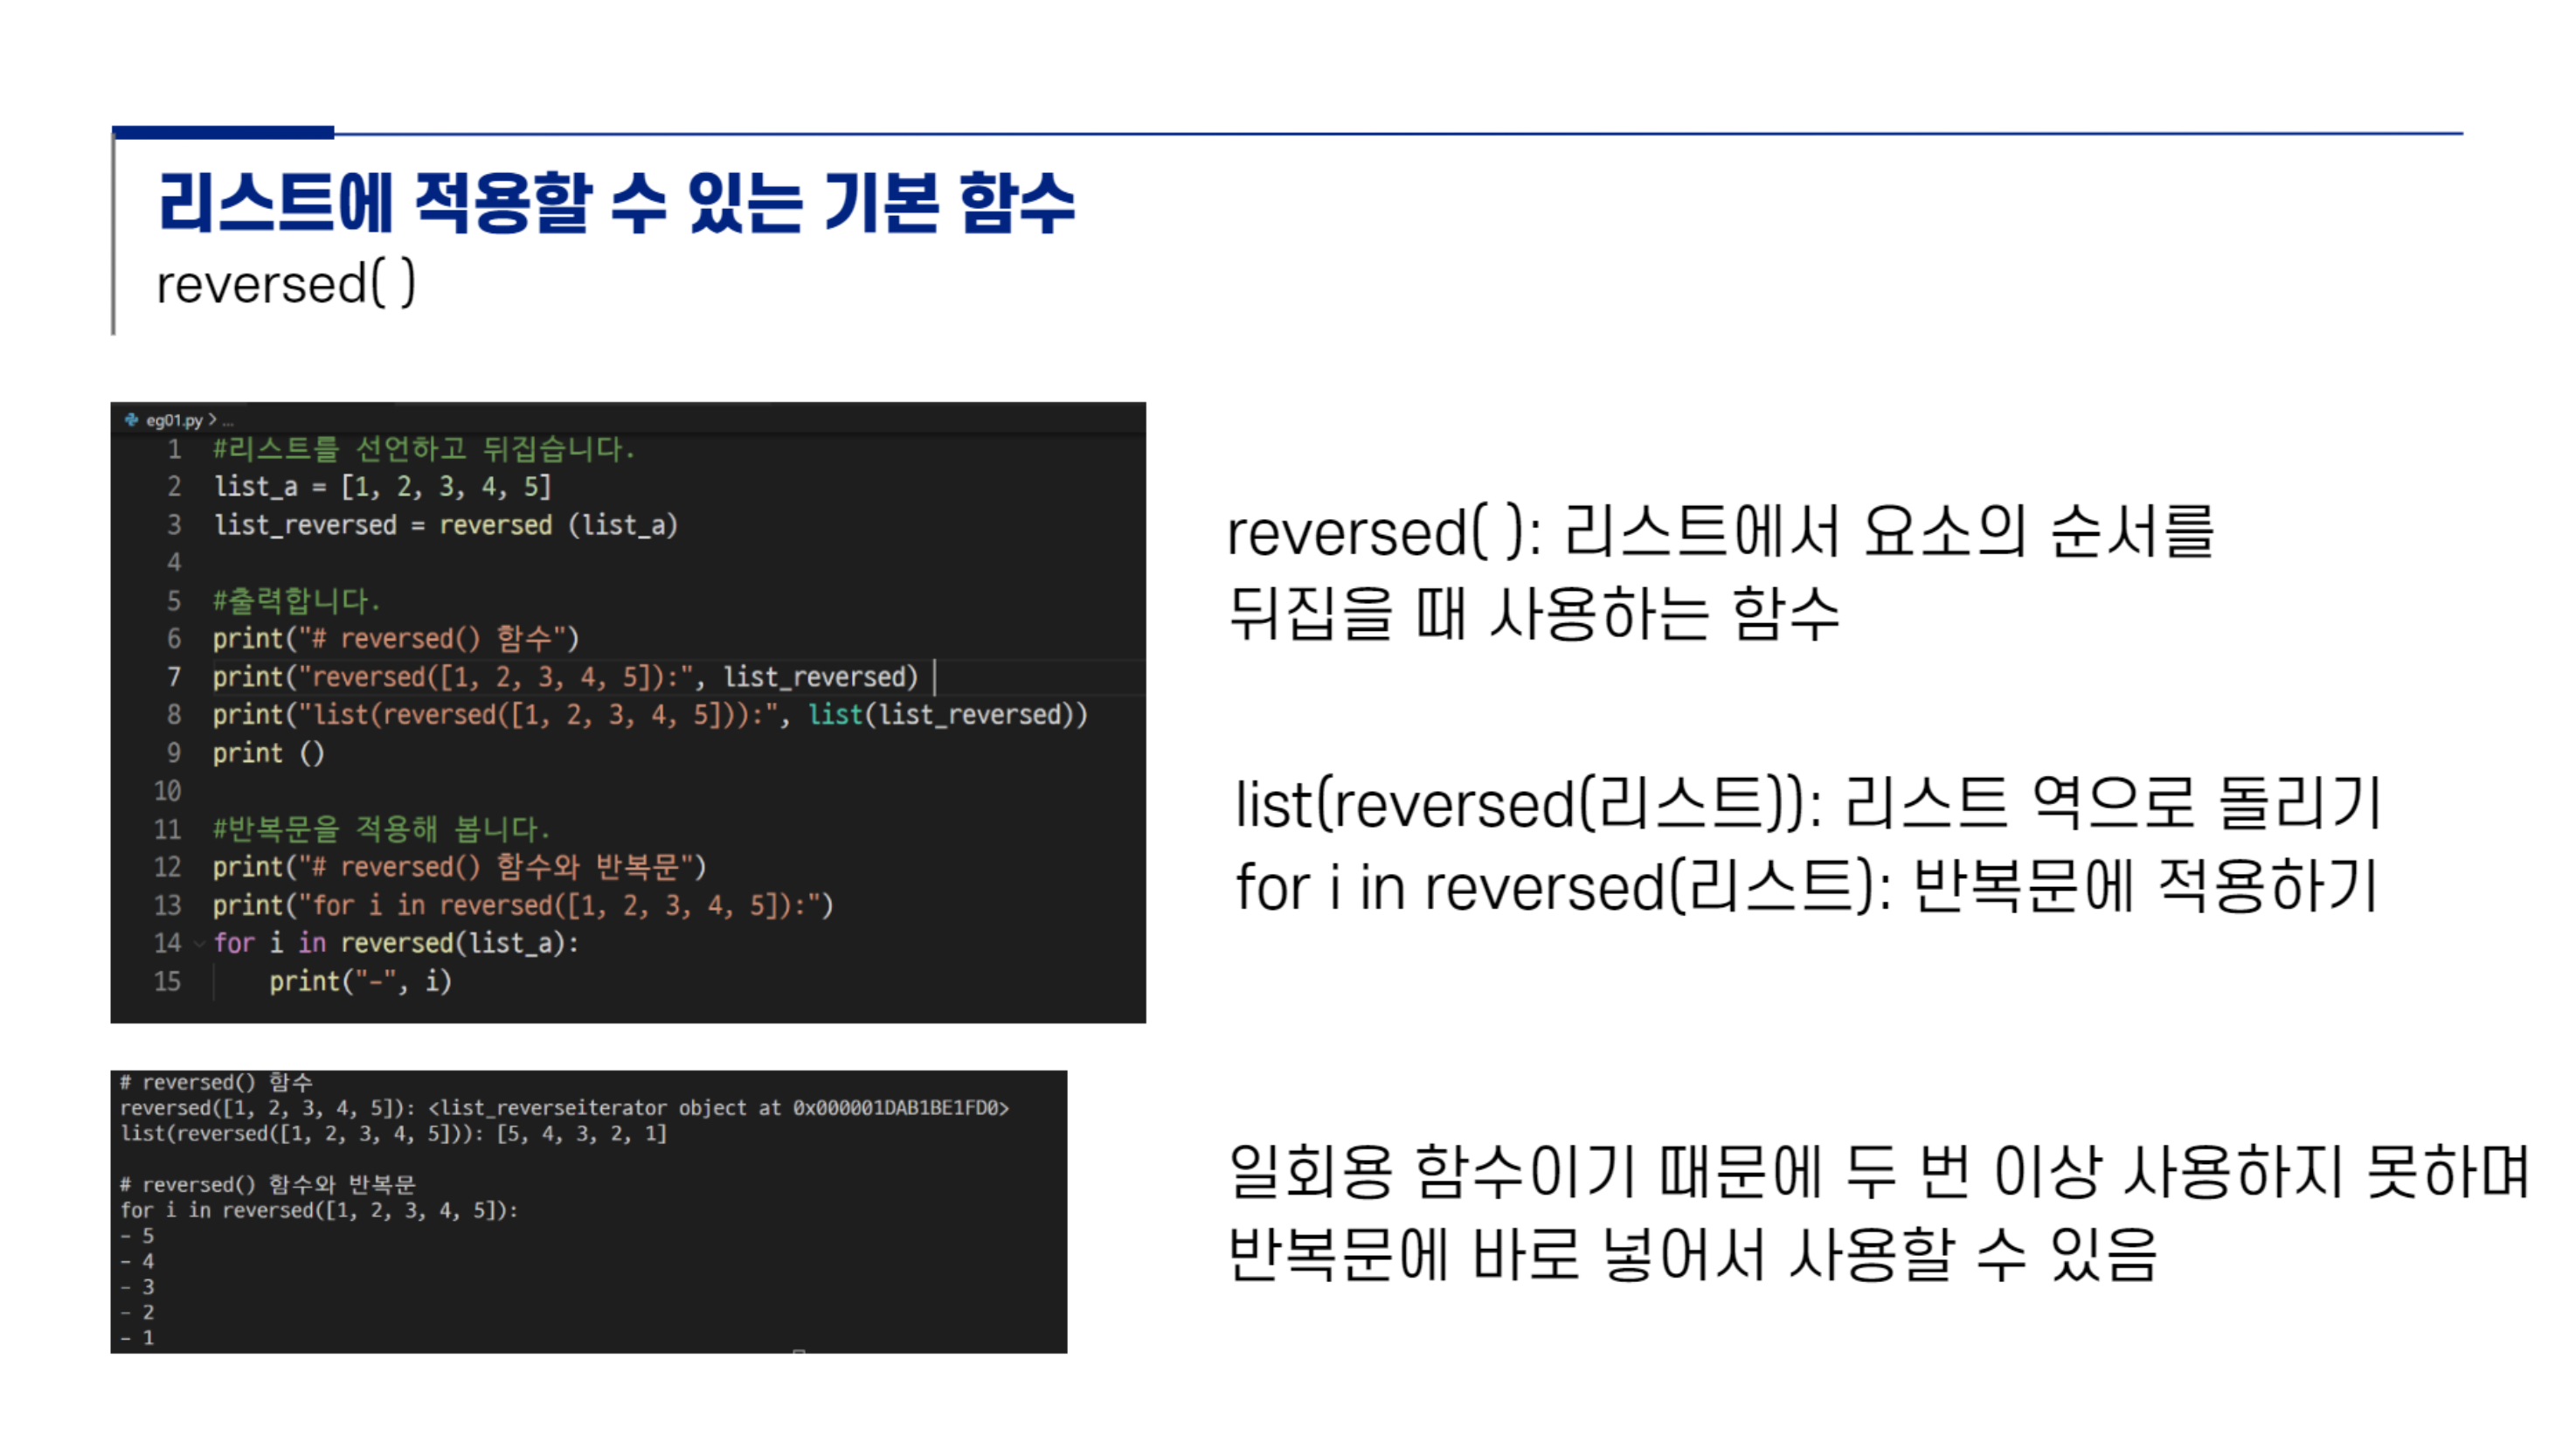 리스트에 적용할 수 있는 기본 함수
reversed( )
eg01.py > ...
1 #리스트를 선언하고 뒤집습니다.
2 list_a = [1, 2, 3, 4, 5]
3 list_reversed = reversed (list_a)
4
5 #출력합니다.
6 print("# reversed() 함수")
7 print("reversed([1, 2, 3, 4, 5]):", list_reversed)
8 print("list(reversed([1, 2, 3, 4, 5])):", list(list_reversed))
9 print ()
10
11 #반복문을 적용해 봅니다.
12 print("# reversed() 함수와 반복문")
13 print("for i in reversed([1, 2, 3, 4, 5]):")
14 for i in reversed(list_a):
15 print("-", i)
# reversed() 함수
reversed([1, 2, 3, 4, 5]): <list_reverseiterator object at 0x000001DAB1BE1FD0>
list(reversed([1, 2, 3, 4, 5])): [5, 4, 3, 2, 1]
# reversed() 함수와 반복문
for i in reversed([1, 2, 3, 4, 5]):
- 5
- 4
- 3
- 2
- 1
reversed( ): 리스트에서 요소의 순서를
뒤집을 때 사용하는 함수
list(reversed(리스트)): 리스트 역으로 돌리기
for i in reversed(리스트): 반복문에 적용하기
일회용 함수이기 때문에 두 번 이상 사용하지 못하며
반복문에 바로 넣어서 사용할 수 있음